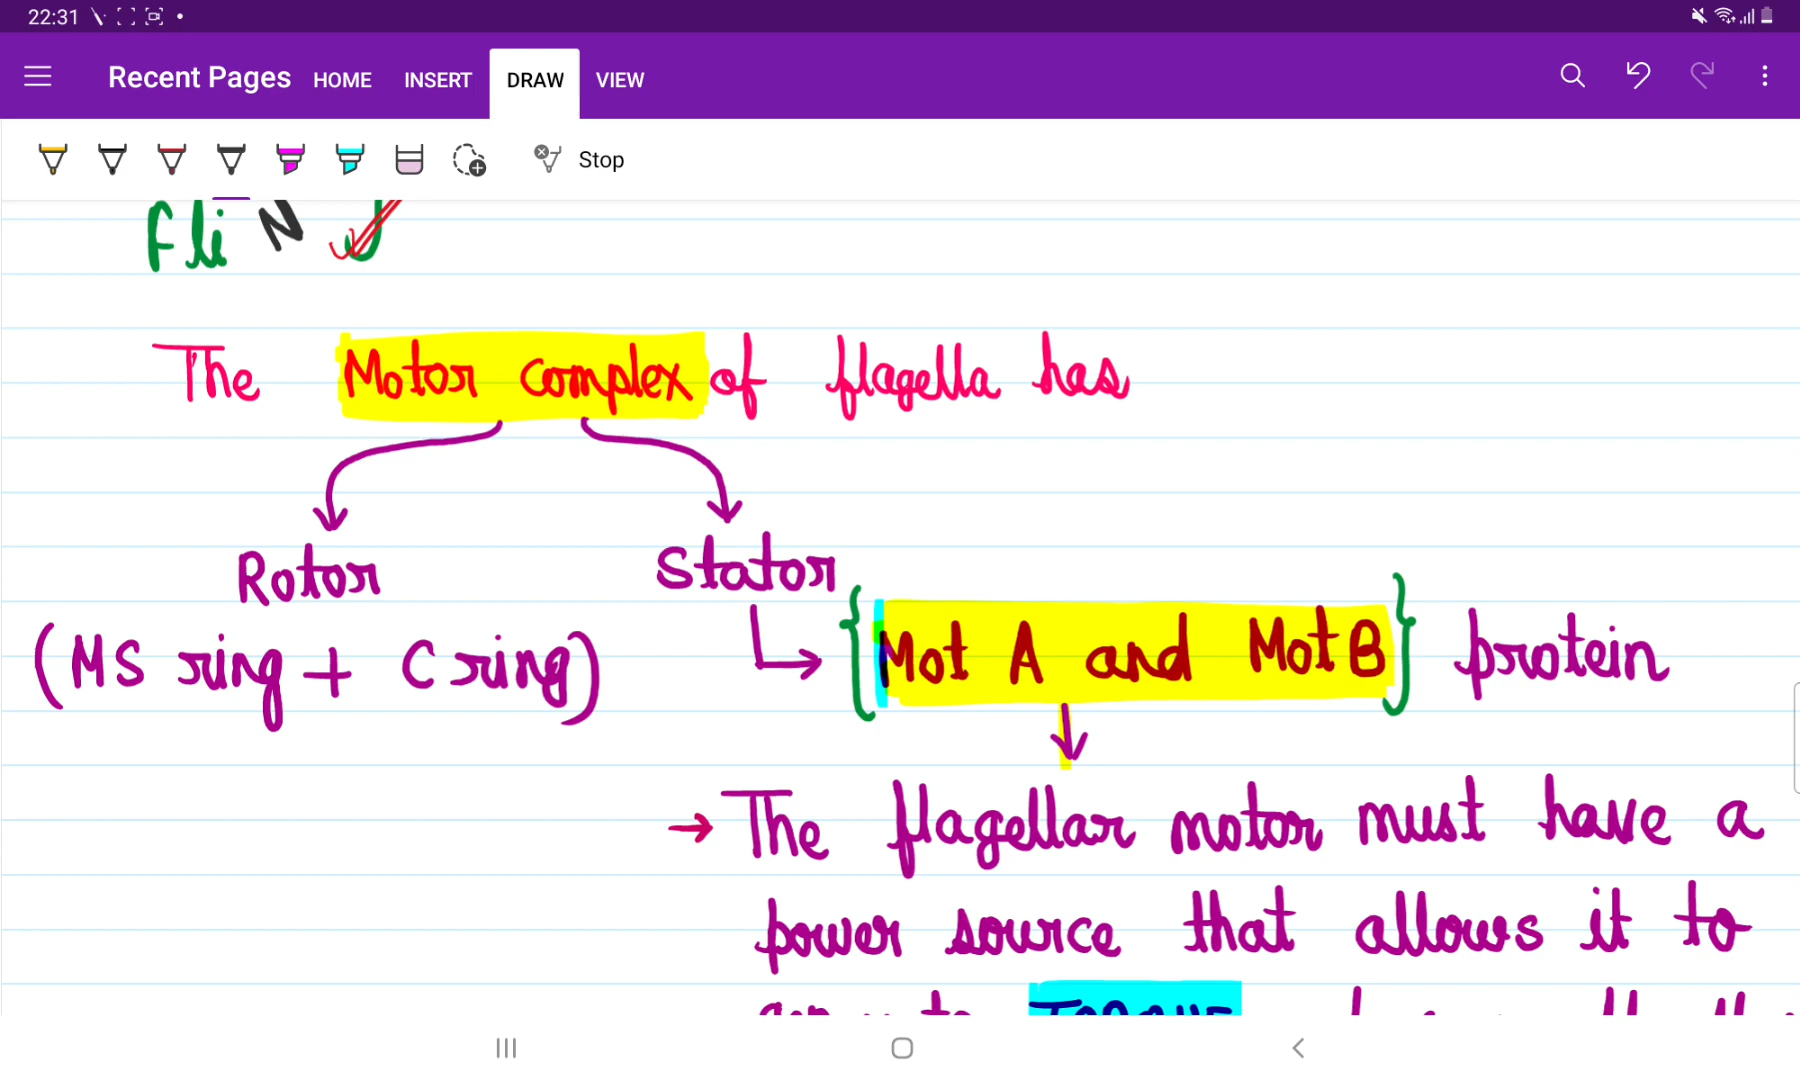 22:31
Recent Pages HOME INSERT DRAW VIEW
Stop
Fli N
The Motor complex of flagella has
Rotor Stator
(MS ring + C ring) {Mot A and Mot B} protein
→ The flagellar motor must have a
power source that allows it to
TORQUE